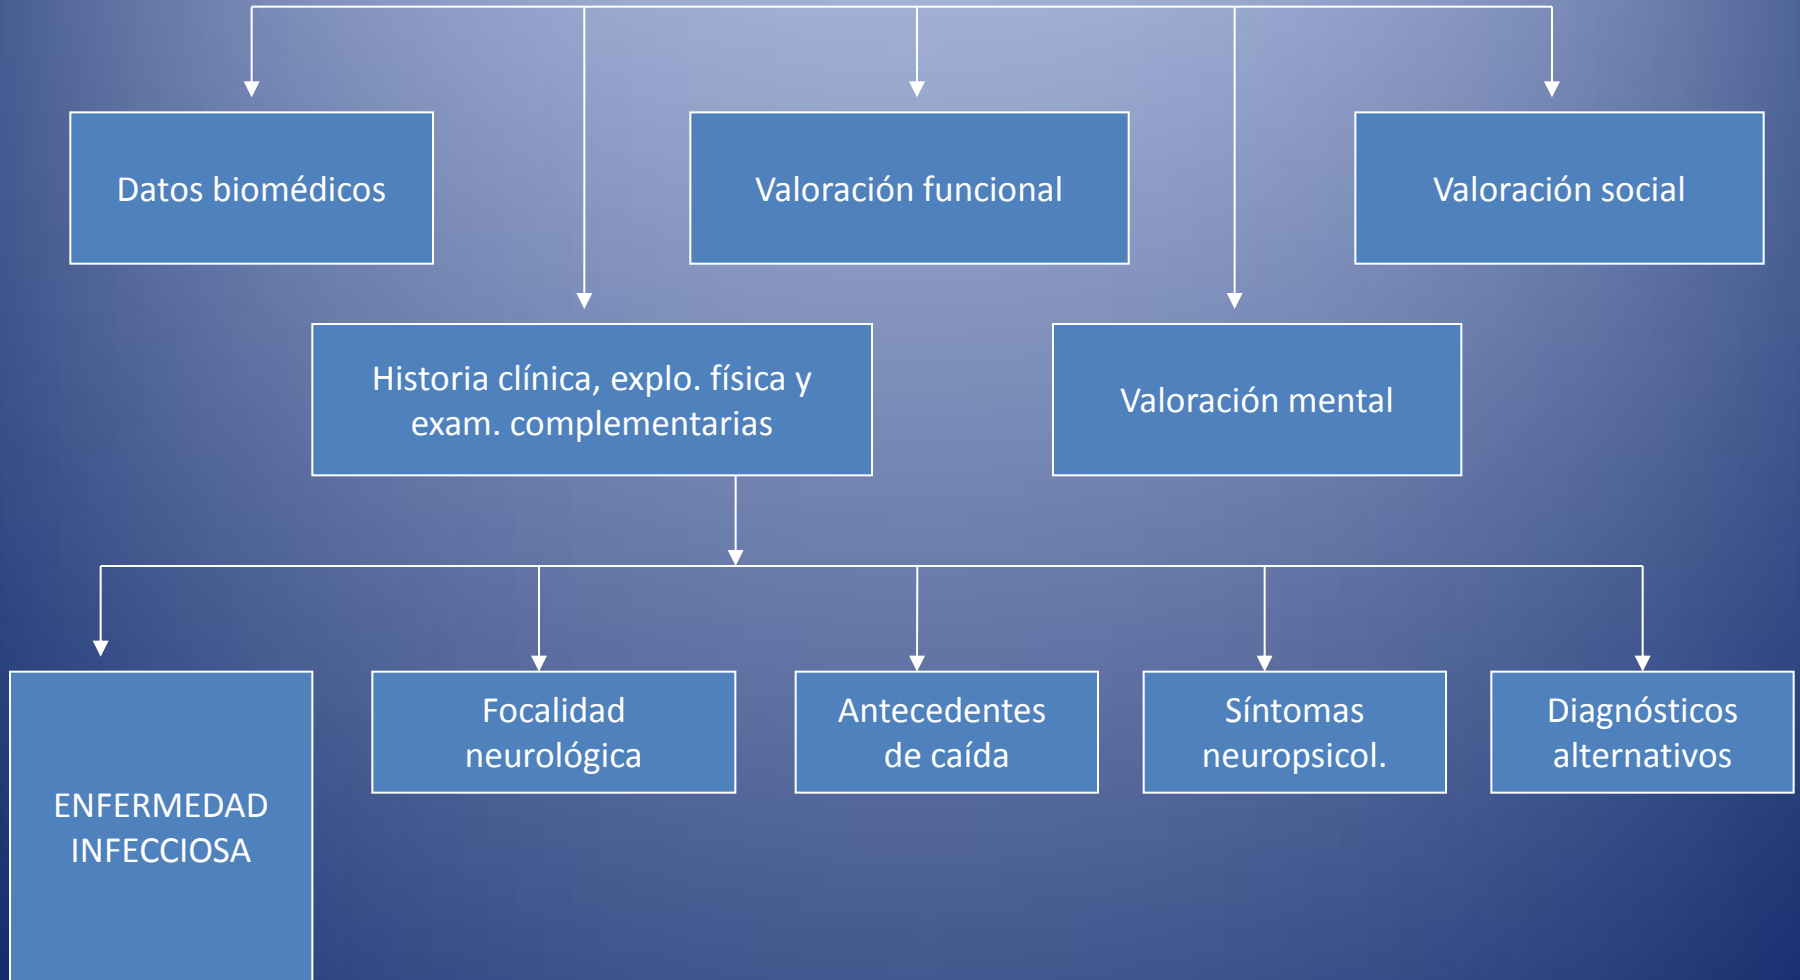 Datos biomédicos
Valoración funcional
Valoración social
Historia clínica, explo. física y
exam. complementarias
Valoración mental
ENFERMEDAD
INFECCIOSA
Focalidad
neurológica
Antecedentes
de caída
Síntomas
neuropsicol.
Diagnósticos
alternativos